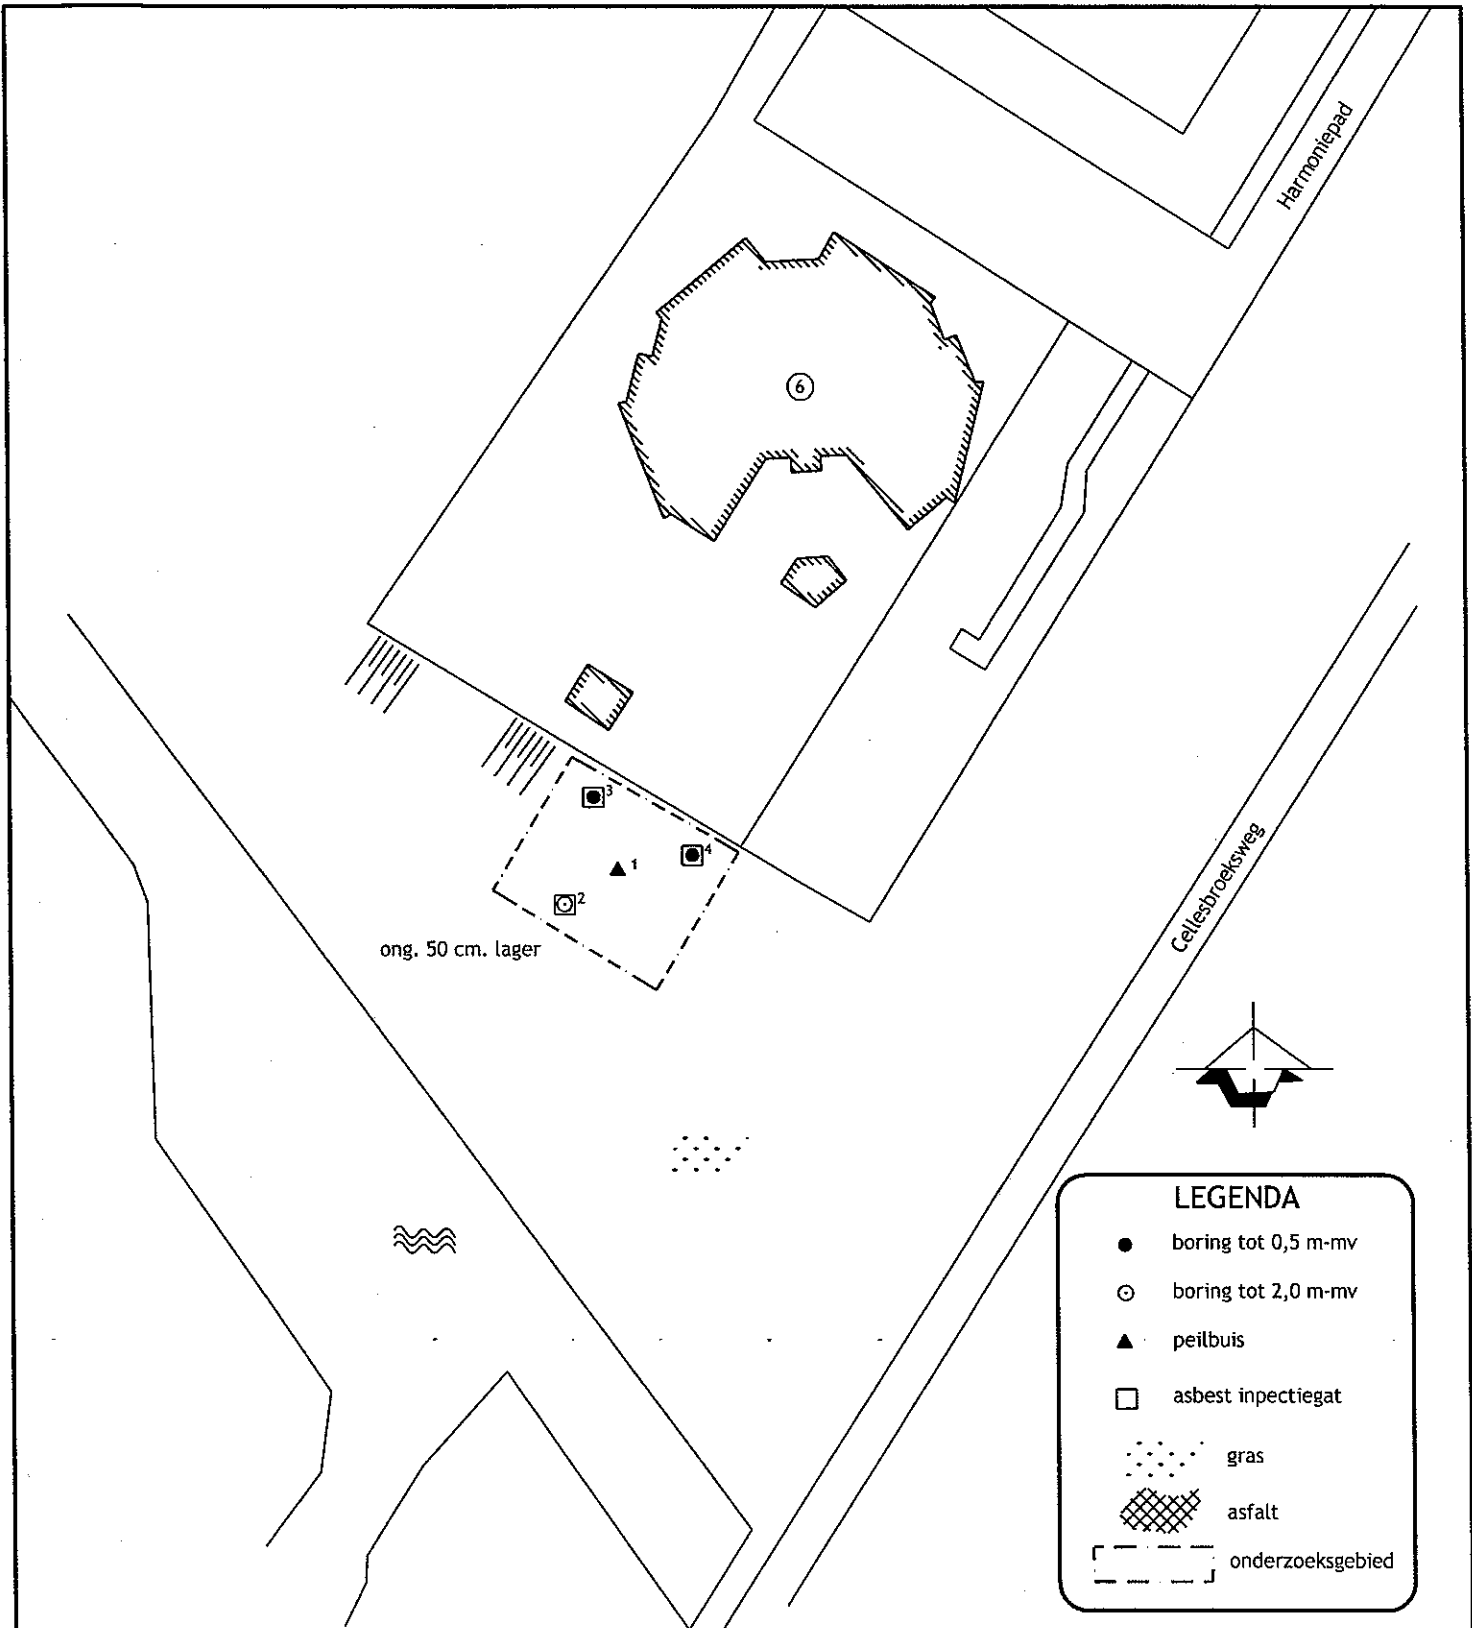 Harmoniepad
6
3
4
1
2
ong. 50 cm. lager
Cellesbroeksweg
LEGENDA
boring tot 0,5 m-mv
boring tot 2,0 m-mv
peilbuis
asbest inpectiegat
gras
asfalt
onderzoeksgebied